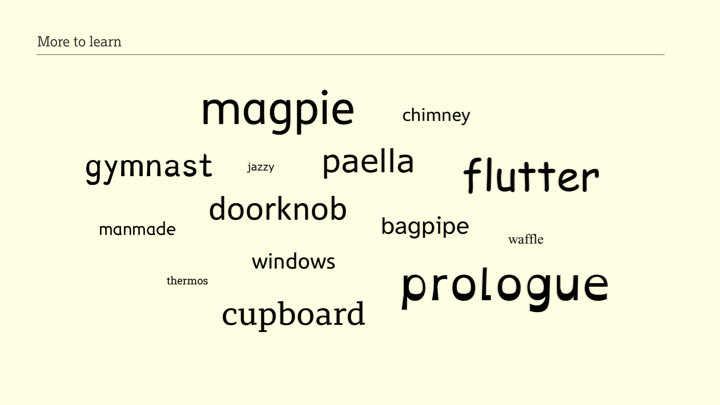 More to learn
magpie
chimney
gymnast
jazzy
paella
flutter
doorknob
manmade
bagpipe
waffle
windows
thermos
prologue
cupboard